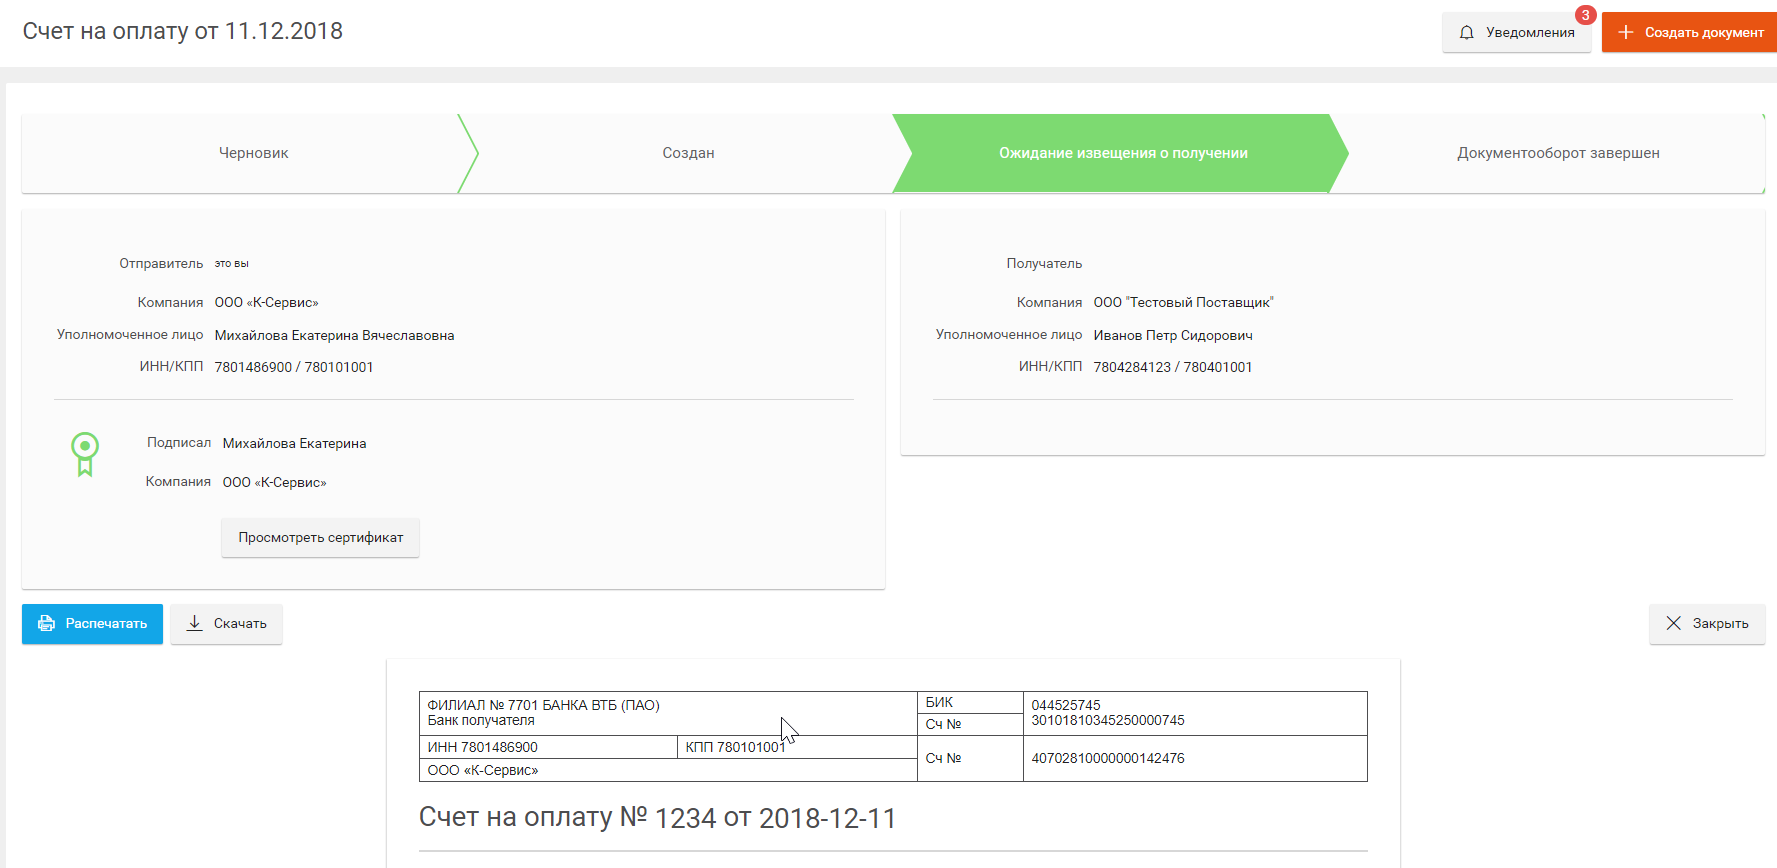 Счет на оплату от 11.12.2018
Уведомления
3
Создать документ
Черновик
Создан
Ожидание извещения о получении
Документооборот завершен
Отправитель это вы
Компания ООО «К-Сервис»
Уполномоченное лицо Михайлова Екатерина Вячеславовна
ИНН/КПП 7801486900 / 780101001
Подписал Михайлова Екатерина
Компания ООО «К-Сервис»
Просмотреть сертификат
Получатель
Компания ООО "Тестовый Поставщик"
Уполномоченное лицо Иванов Петр Сидорович
ИНН/КПП 7804284123 / 780401001
Распечатать
Скачать
Закрыть
ФИЛИАЛ № 7701 БАНКА ВТБ (ПАО)
Банк получателя
БИК
044525745
Сч №
30101810345250000745
ИНН 7801486900
КПП 780101001
ООО «К-Сервис»
Сч №
40702810000000142476
Счет на оплату № 1234 от 2018-12-11